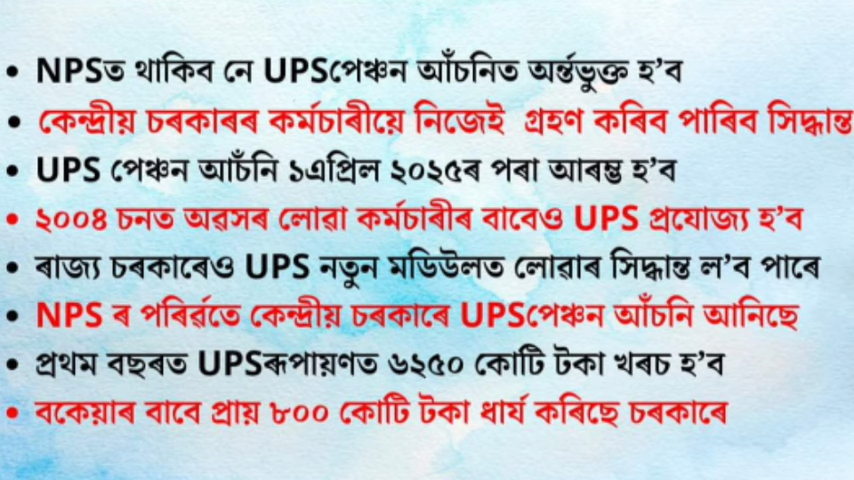 • NPSত থাকিব নে UPSপেঞ্চন আঁচনিত অৰ্ন্তভুক্ত হ’ব
• কেন্দ্ৰীয় চৰকাৰৰ কৰ্মচাৰীয়ে নিজেই গ্ৰহণ কৰিব পাৰিব সিদ্ধান্ত
• UPS পেঞ্চন আচঁনি ১এপ্ৰিল ২০২৫ৰ পৰা আৰম্ভ হ’ব
• ২০০৪ চনত অৱসৰ লোৱা কৰ্মচাৰীৰ বাবেও UPS প্ৰযোজ্য হ’ব
• ৰাজ্য চৰকাৰেও UPS নতুন মডিউলত লোৱাৰ সিদ্ধান্ত ল’ব পাৰে
• NPS ৰ পৰিৰ্ৱতে কেন্দ্ৰীয় চৰকাৰে UPSপেঞ্চন আঁচনি আনিছে
• প্ৰথম বছৰত UPSৰূপায়ণত ৬২৫০ কোটি টকা খৰচ হ’ব
• বকেয়াৰ বাবে প্ৰায় ৮০০ কোটি টকা ধাৰ্য কৰিছে চৰকাৰে